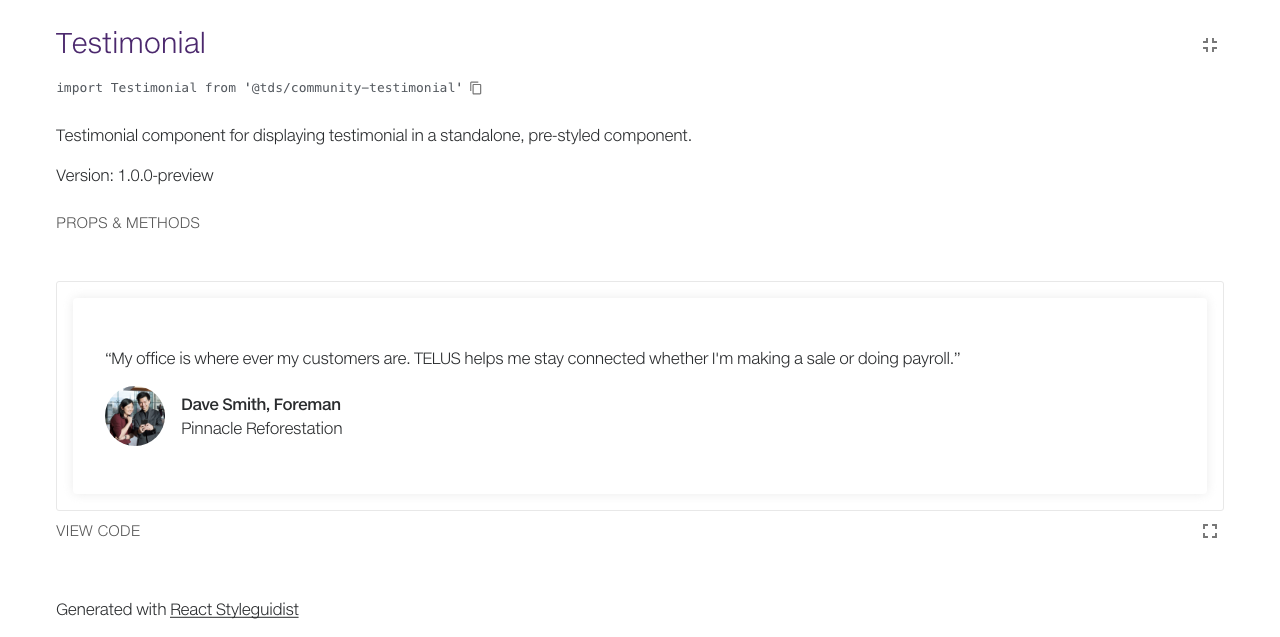 Testimonial
import Testimonial from '@tds/community-testimonial'
Testimonial component for displaying testimonial in a standalone, pre-styled component.
Version: 1.0.0-preview
PROPS & METHODS
“My office is where ever my customers are. TELUS helps me stay connected whether I'm making a sale or doing payroll.”
Dave Smith, Foreman
Pinnacle Reforestation
VIEW CODE
Generated with React Styleguidist